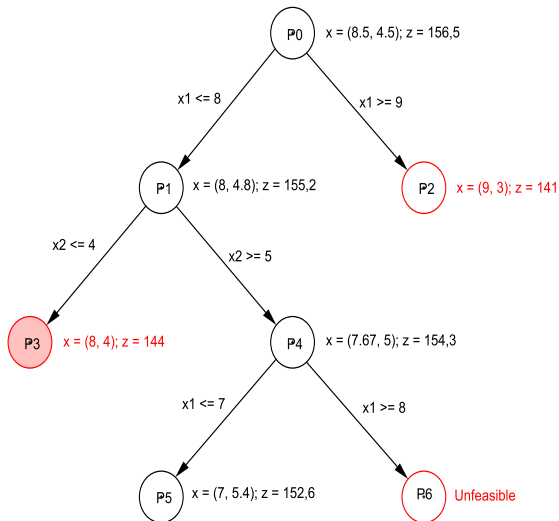 P0 x = (8.5, 4.5); z = 156,5
x1 <= 8
x1 >= 9
P1 x = (8, 4.8); z = 155,2
P2 x = (9, 3); z = 141
x2 <= 4
x2 >= 5
P3 x = (8, 4); z = 144
P4 x = (7.67, 5); z = 154,3
x1 <= 7
x1 >= 8
P5 x = (7, 5.4); z = 152,6
P6 Unfeasible